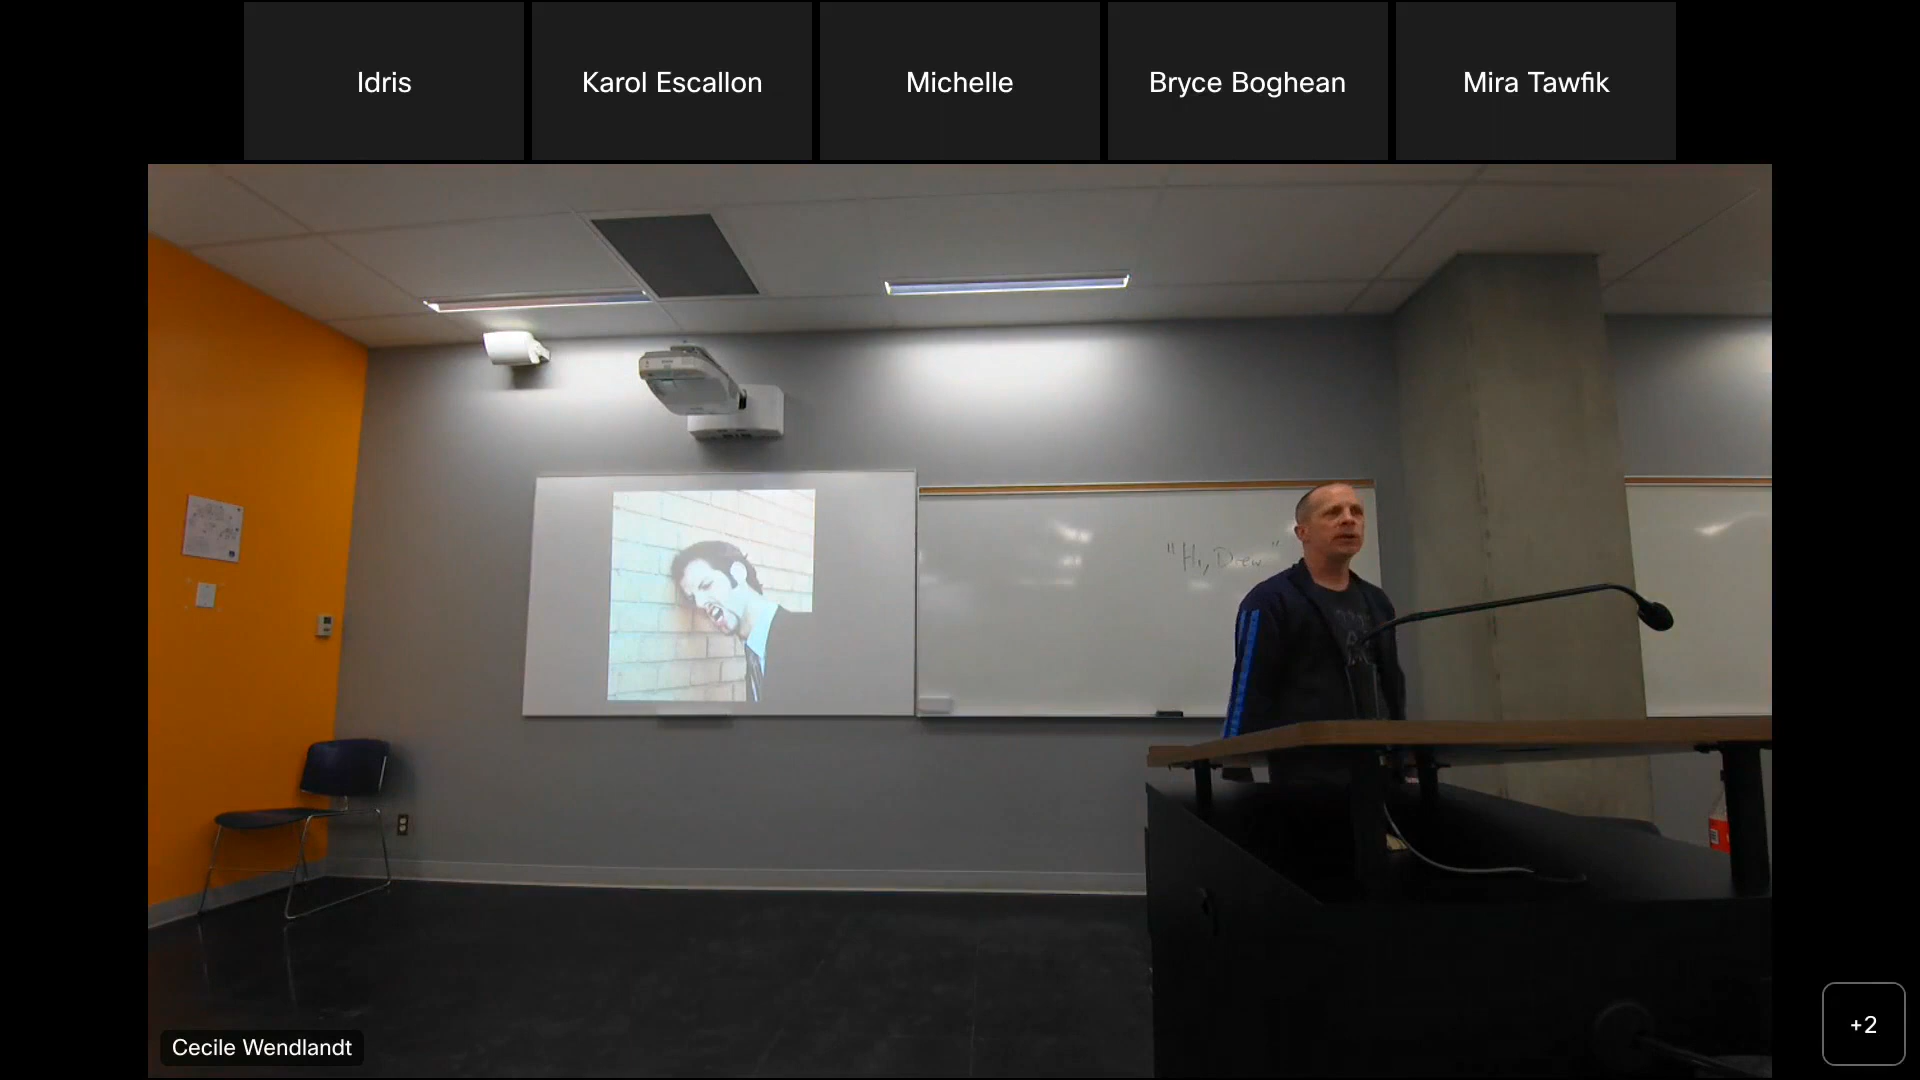 Idris
Karol Escallon
Michelle
Bryce Boghean
Mira Tawfik
"Hi, Drew"
Cecile Wendlandt
+2